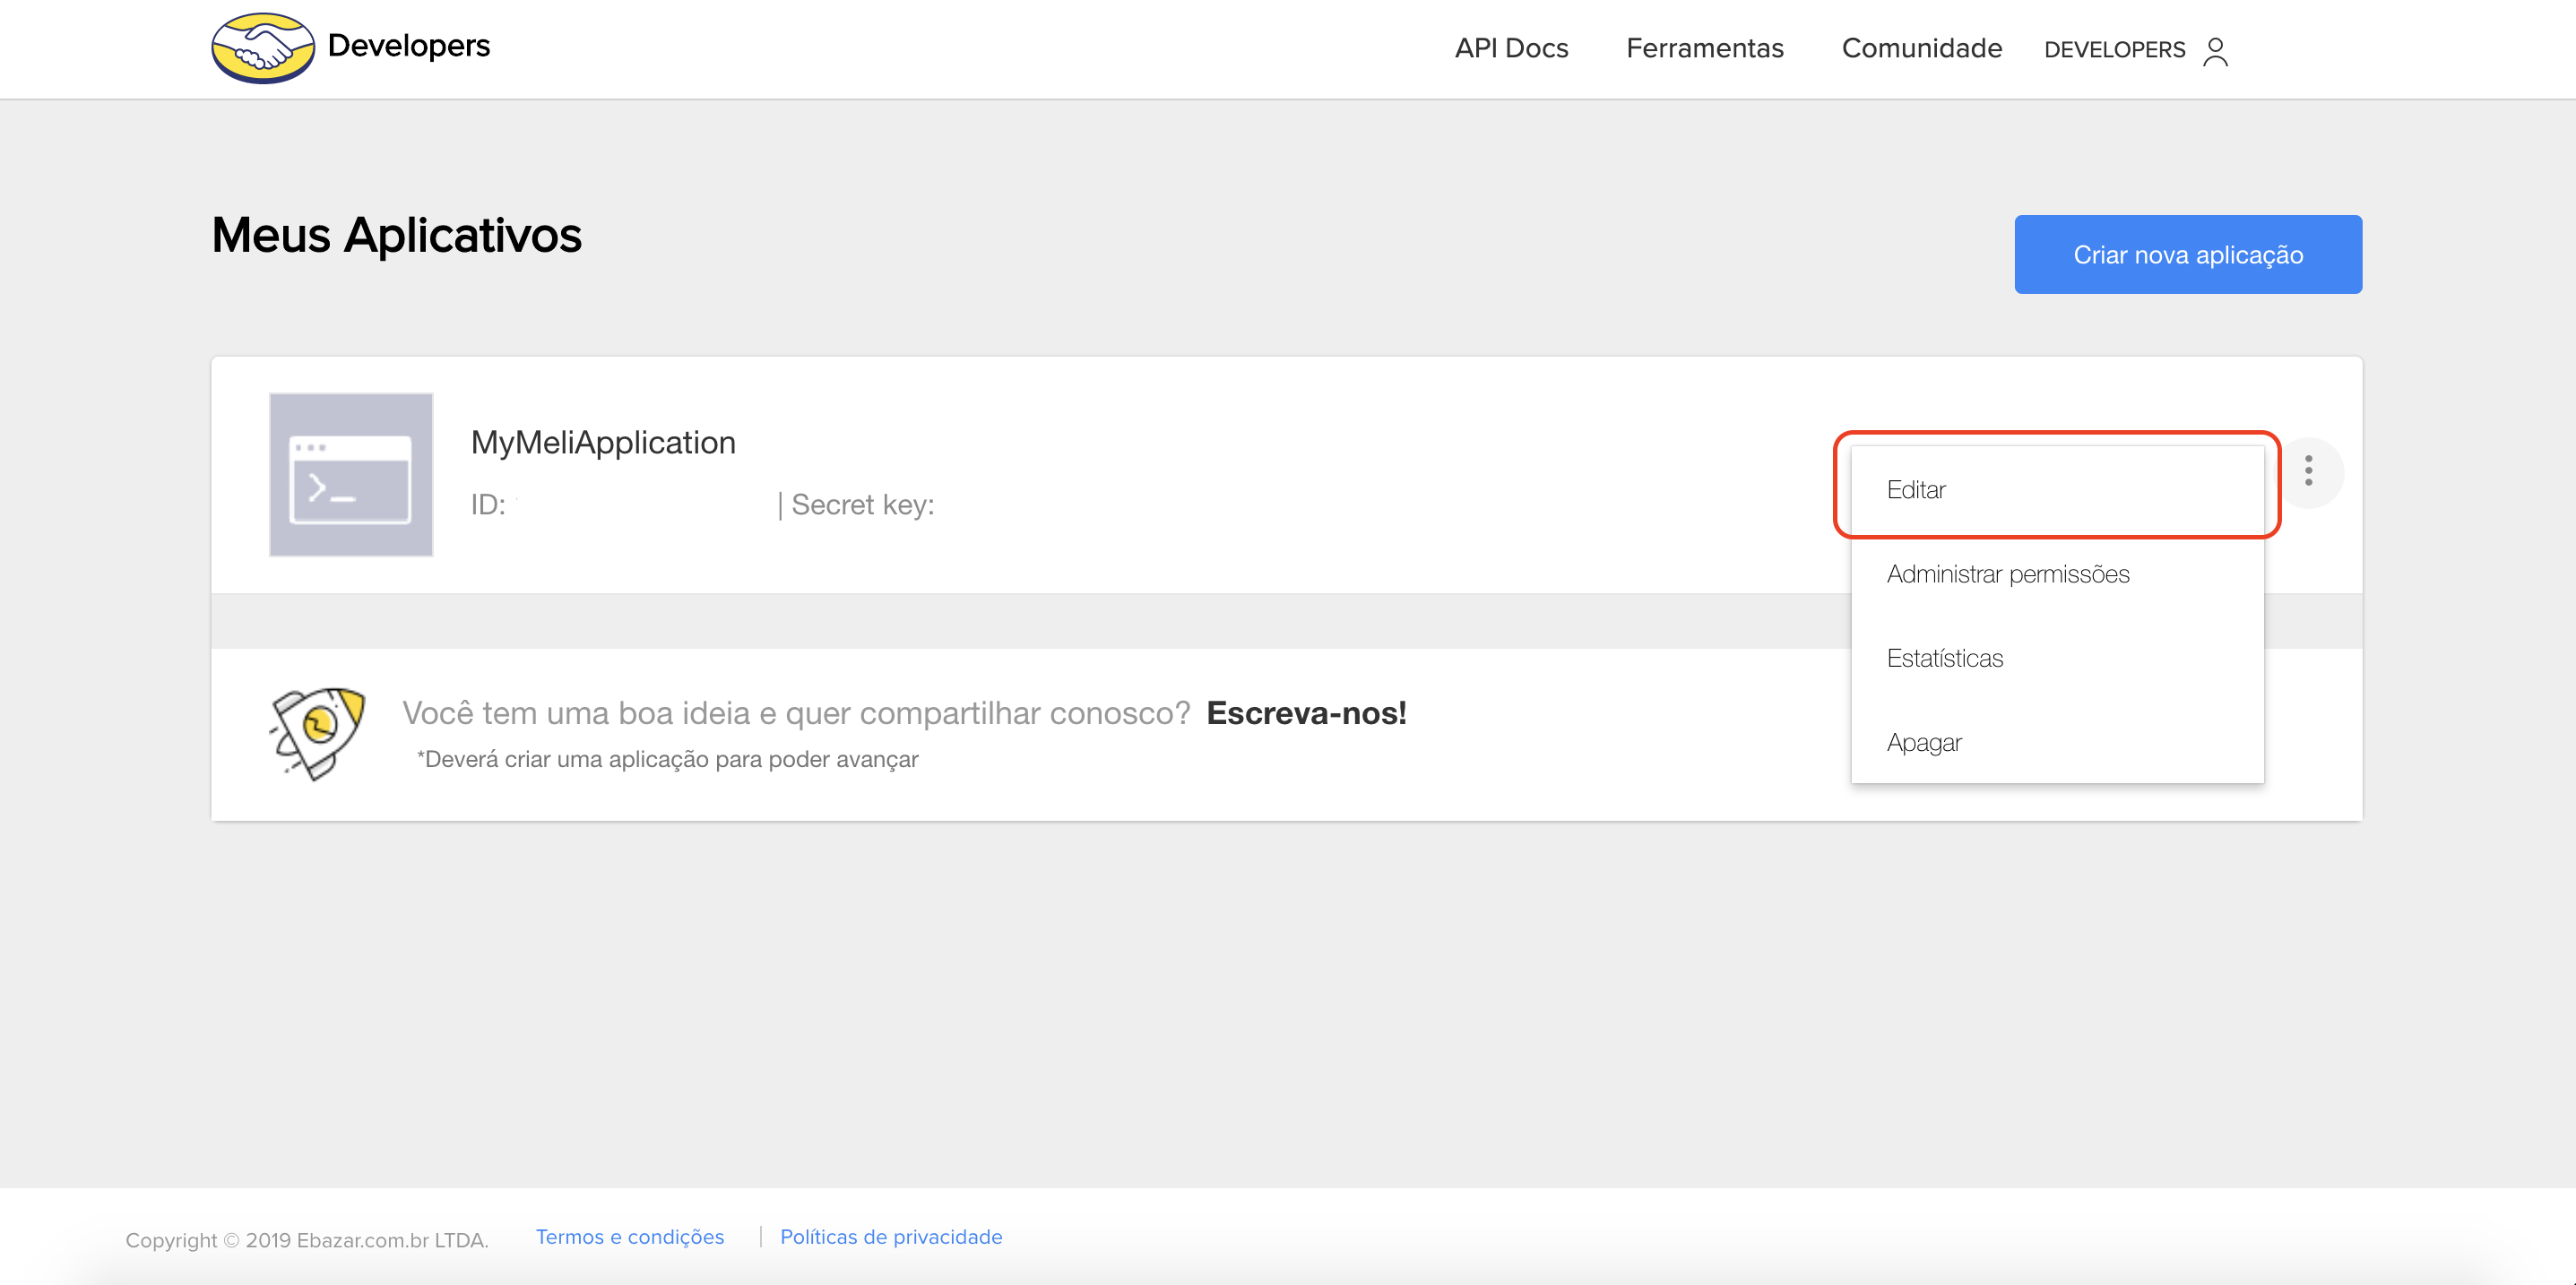 Developers
API Docs
Ferramentas
Comunidade
DEVELOPERS
Meus Aplicativos
Criar nova aplicação
MyMeliApplication
ID:
| Secret key:
Editar
Administrar permissões
Estatísticas
Apagar
Você tem uma boa ideia e quer compartilhar conosco? Escreva-nos!
*Deverá criar uma aplicação para poder avançar
Copyright © 2019 Ebazar.com.br LTDA.
Termos e condições
| Políticas de privacidade